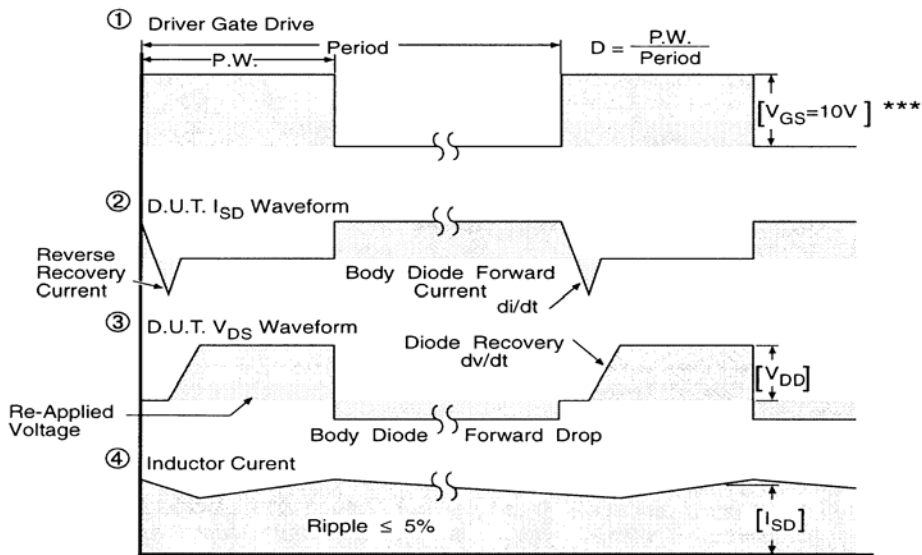 ① Driver Gate Drive
Period
P.W.
D = P.W. / Period
[VGS=10V] ***
② D.U.T. ISD Waveform
Reverse
Recovery
Current
Body Diode Forward
Current
di/dt
③ D.U.T. VDS Waveform
Diode Recovery
dv/dt
[VDD]
Re-Applied
Voltage
Body Diode Forward Drop
④ Inductor Curent
Ripple ≤ 5%
[ISD]